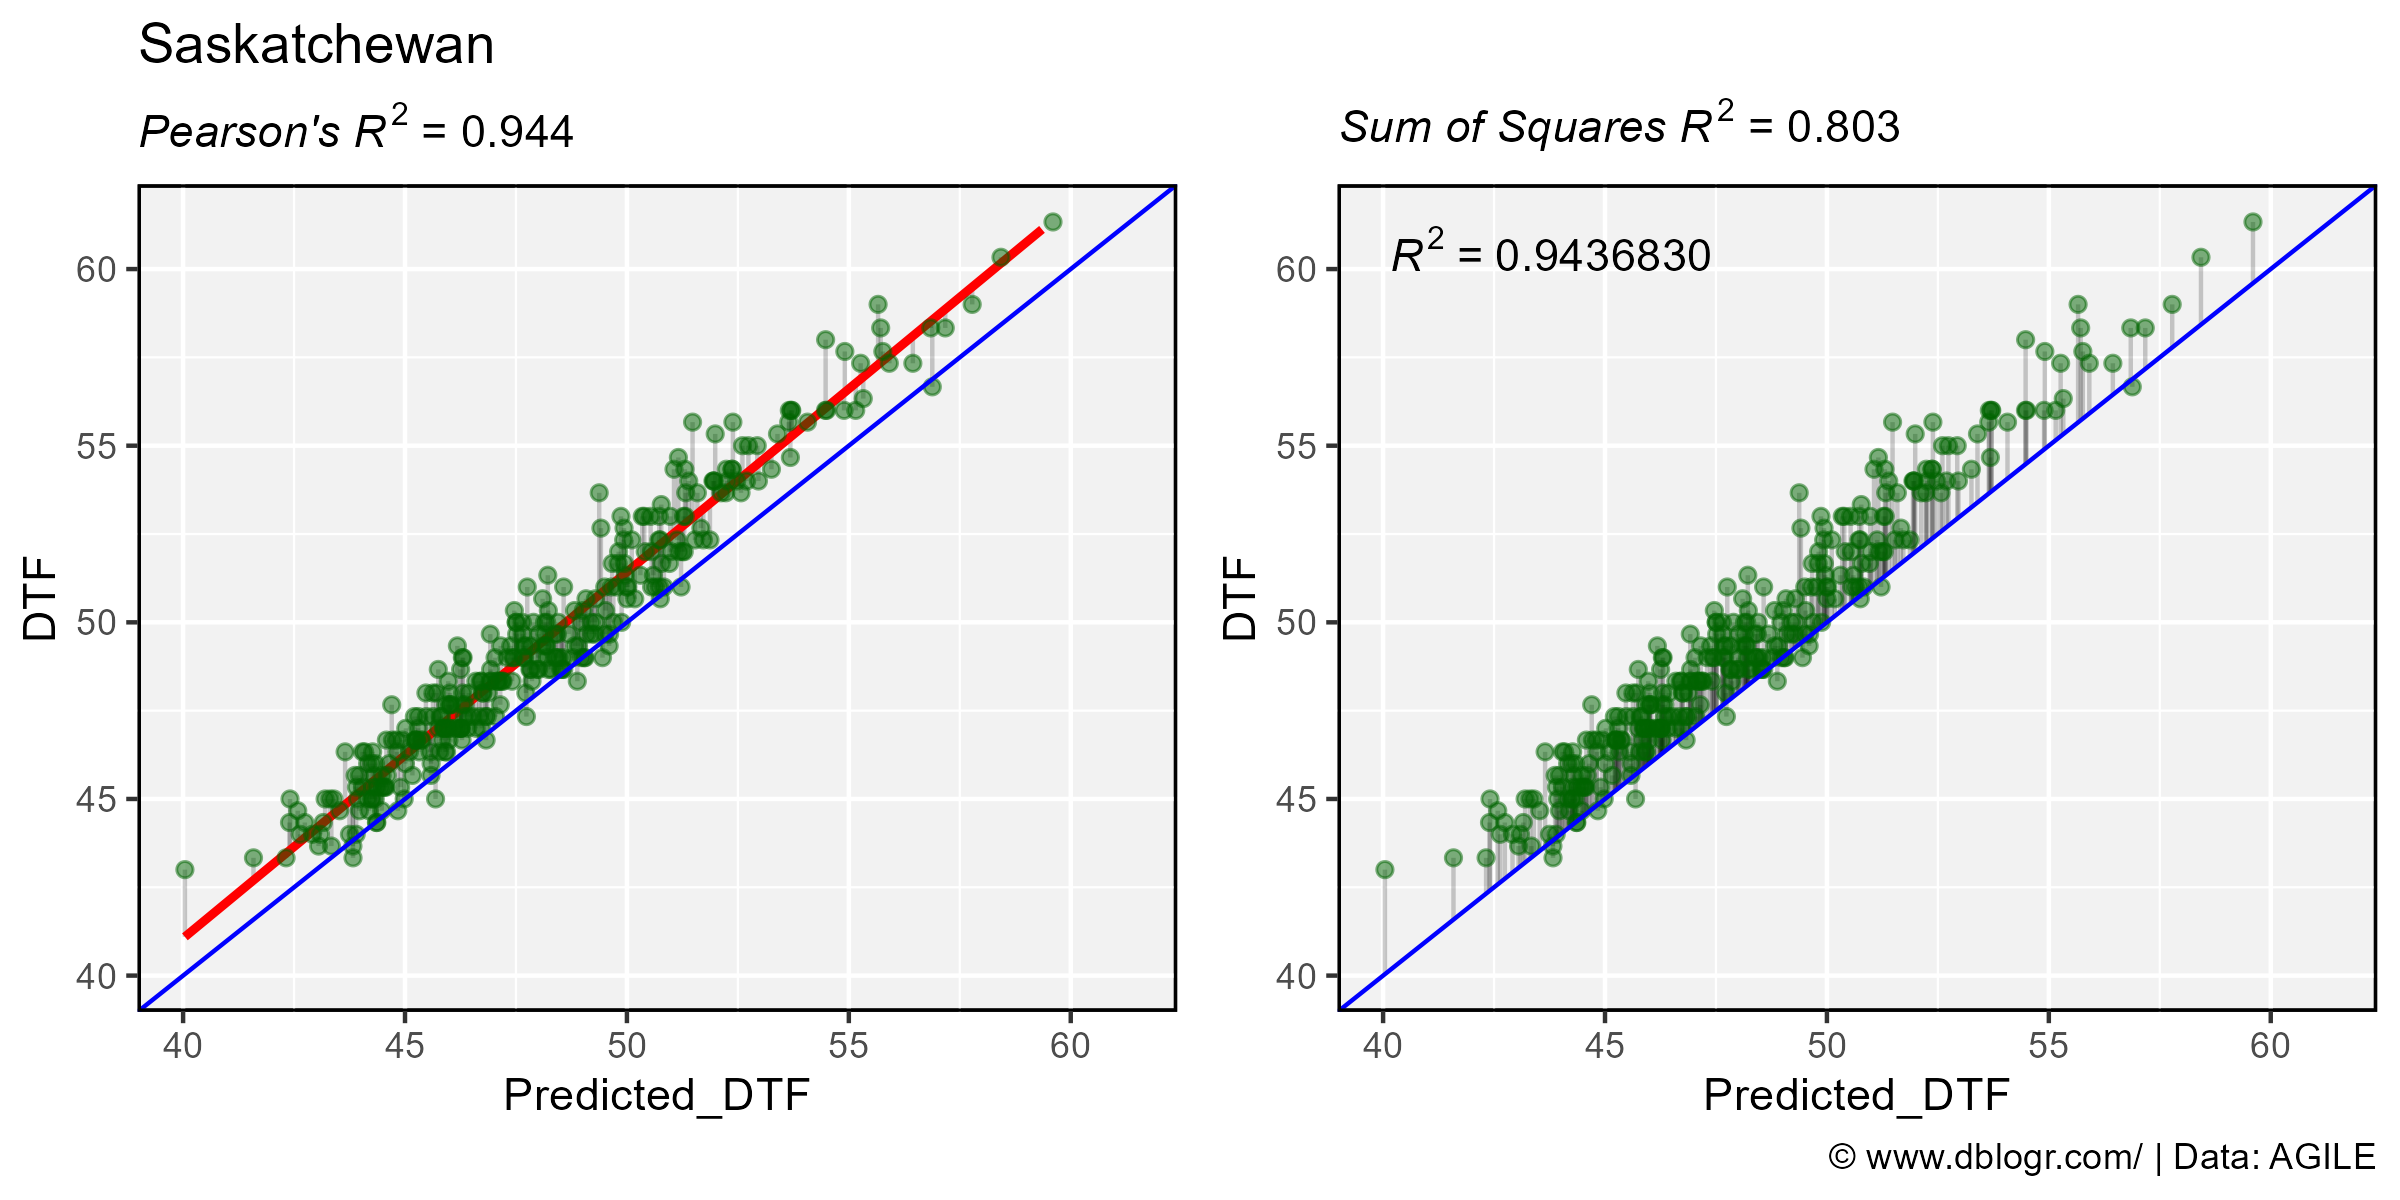 Saskatchewan
Pearson's R² = 0.944
Sum of Squares R² = 0.803
DTF
60
55
50
45
40
40 45 50 55 60
Predicted_DTF
R² = 0.9436830
DTF
60
55
50
45
40
40 45 50 55 60
Predicted_DTF
© www.dblogr.com/ | Data: AGILE